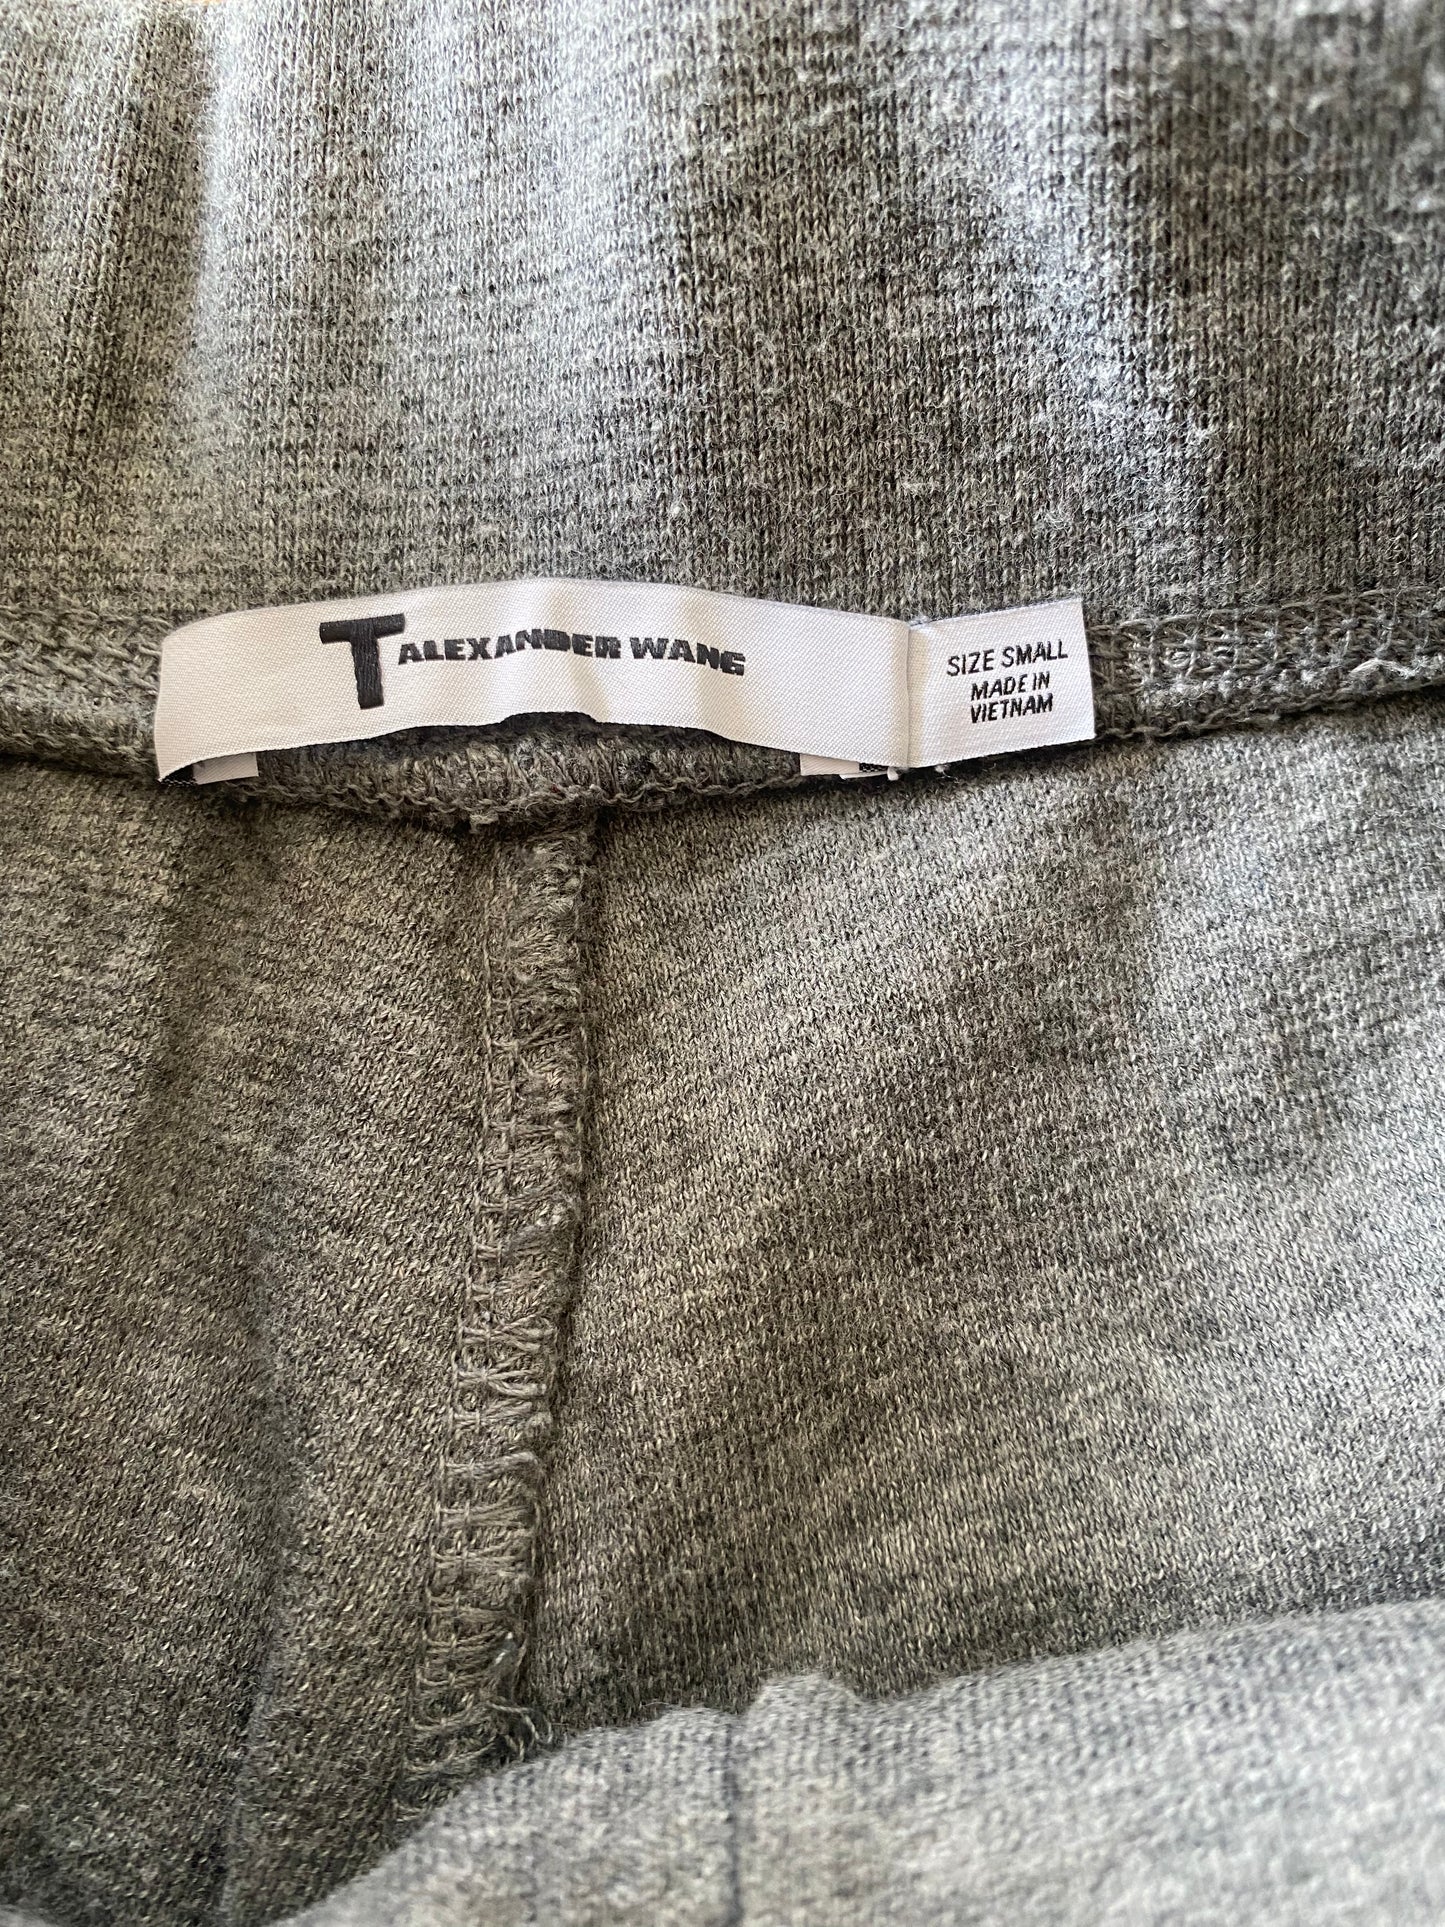 T ALEXANDER WANG
SIZE SMALL
MADE IN
VIETNAM